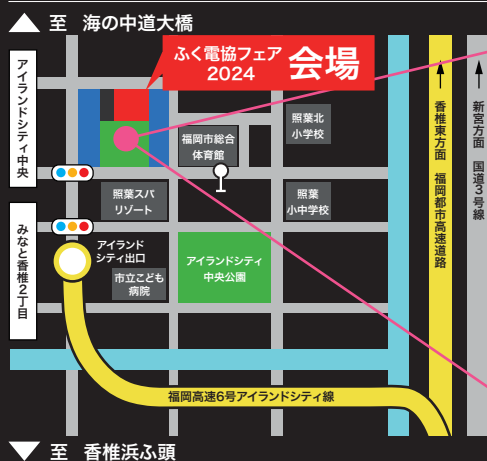 至 海の中道大橋
アイランドシティ中央
ふく電協フェア
2024
会場
福岡市総合
体育館
照葉北
小学校
照葉スパ
リゾート
照葉
小中学校
みなと香椎2丁目
アイランド
シティ出口
市立こども
病院
アイランドシティ
中央公園
香椎東方面 福岡都市高速道路
新宮方面 国道3号線
福岡高速6号アイランドシティ線
至 香椎浜ふ頭